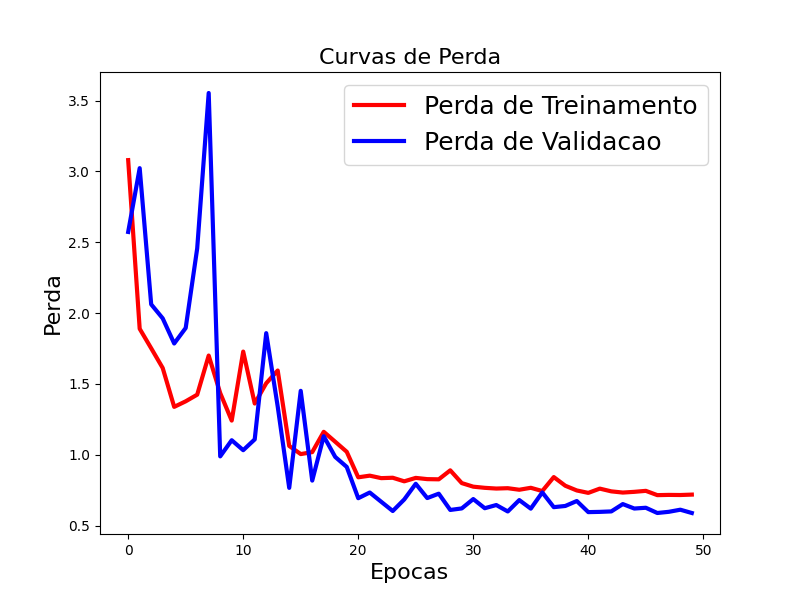 Curvas de Perda
Perda de Treinamento
Perda de Validacao
Perda
3.5
3.0
2.5
2.0
1.5
1.0
0.5
0 10 20 30 40 50
Epocas